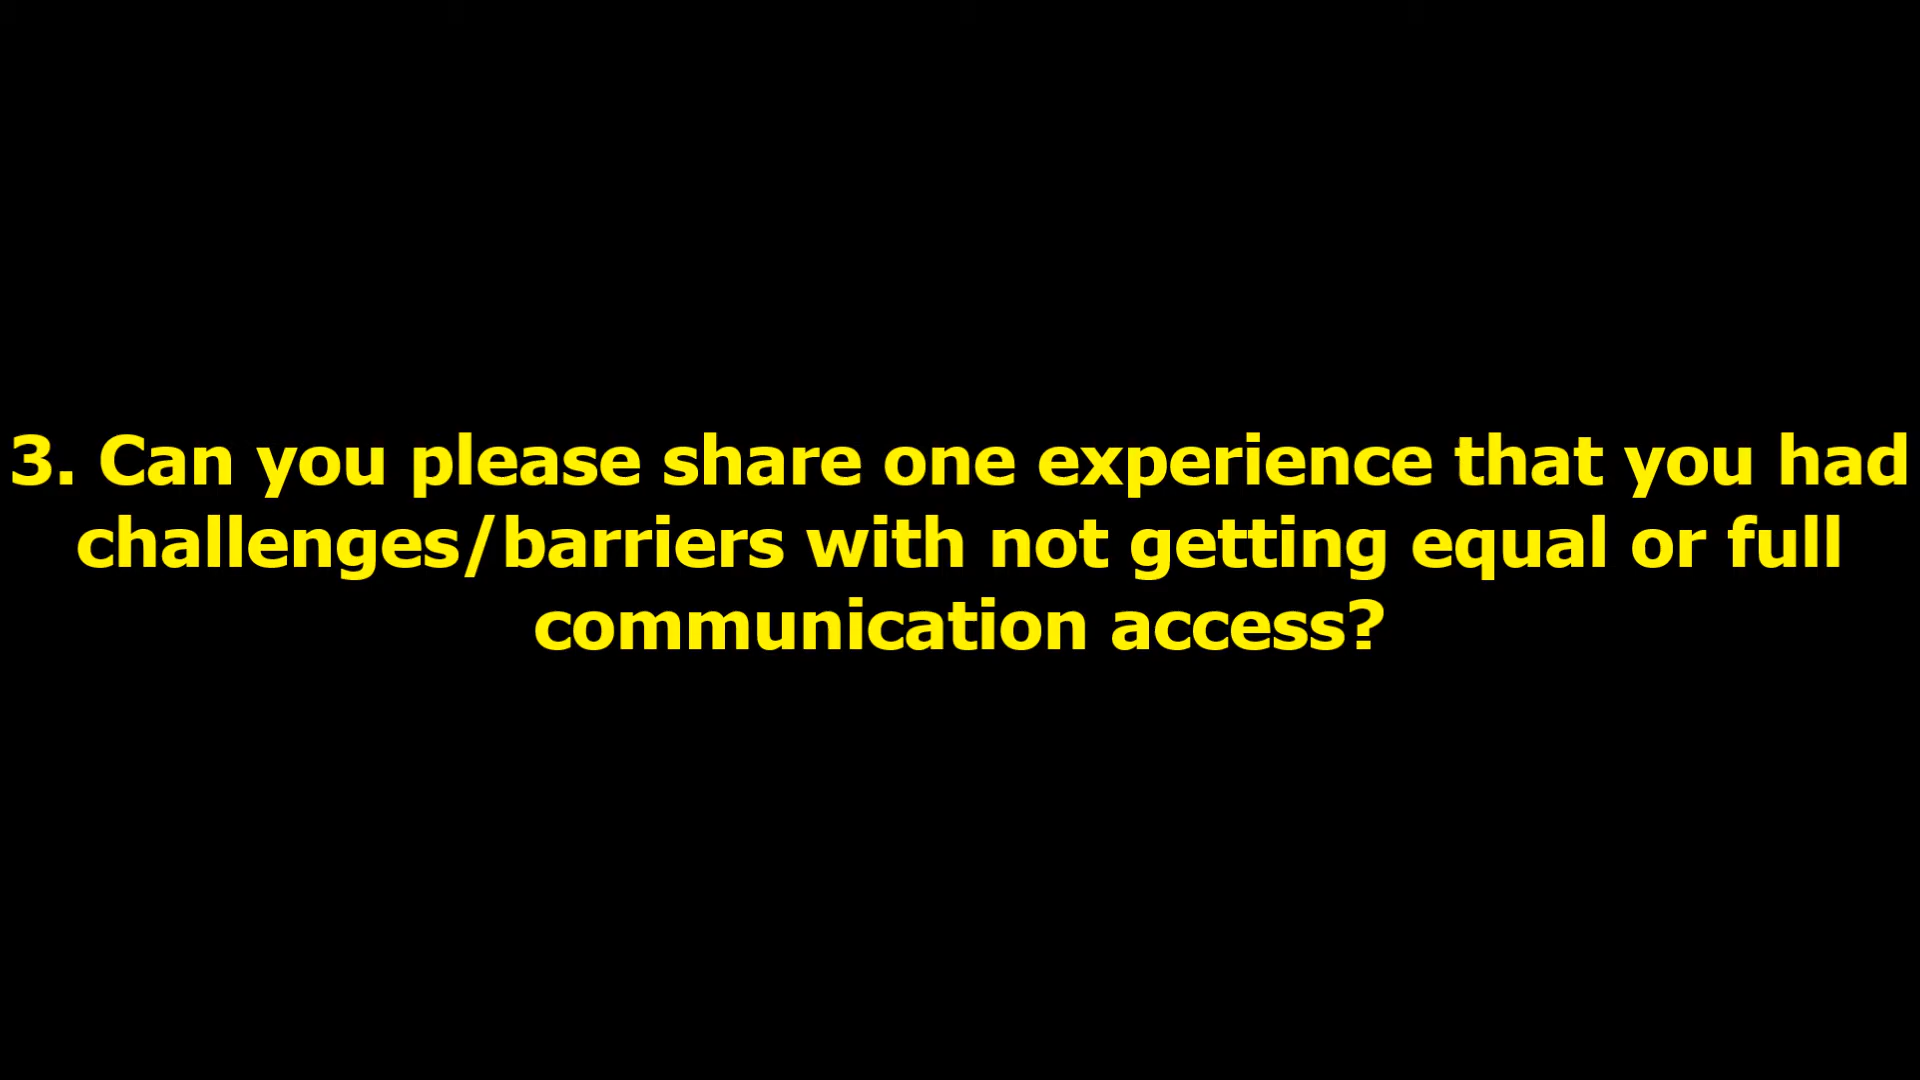 3. Can you please share one experience that you had
challenges/barriers with not getting equal or full
communication access?